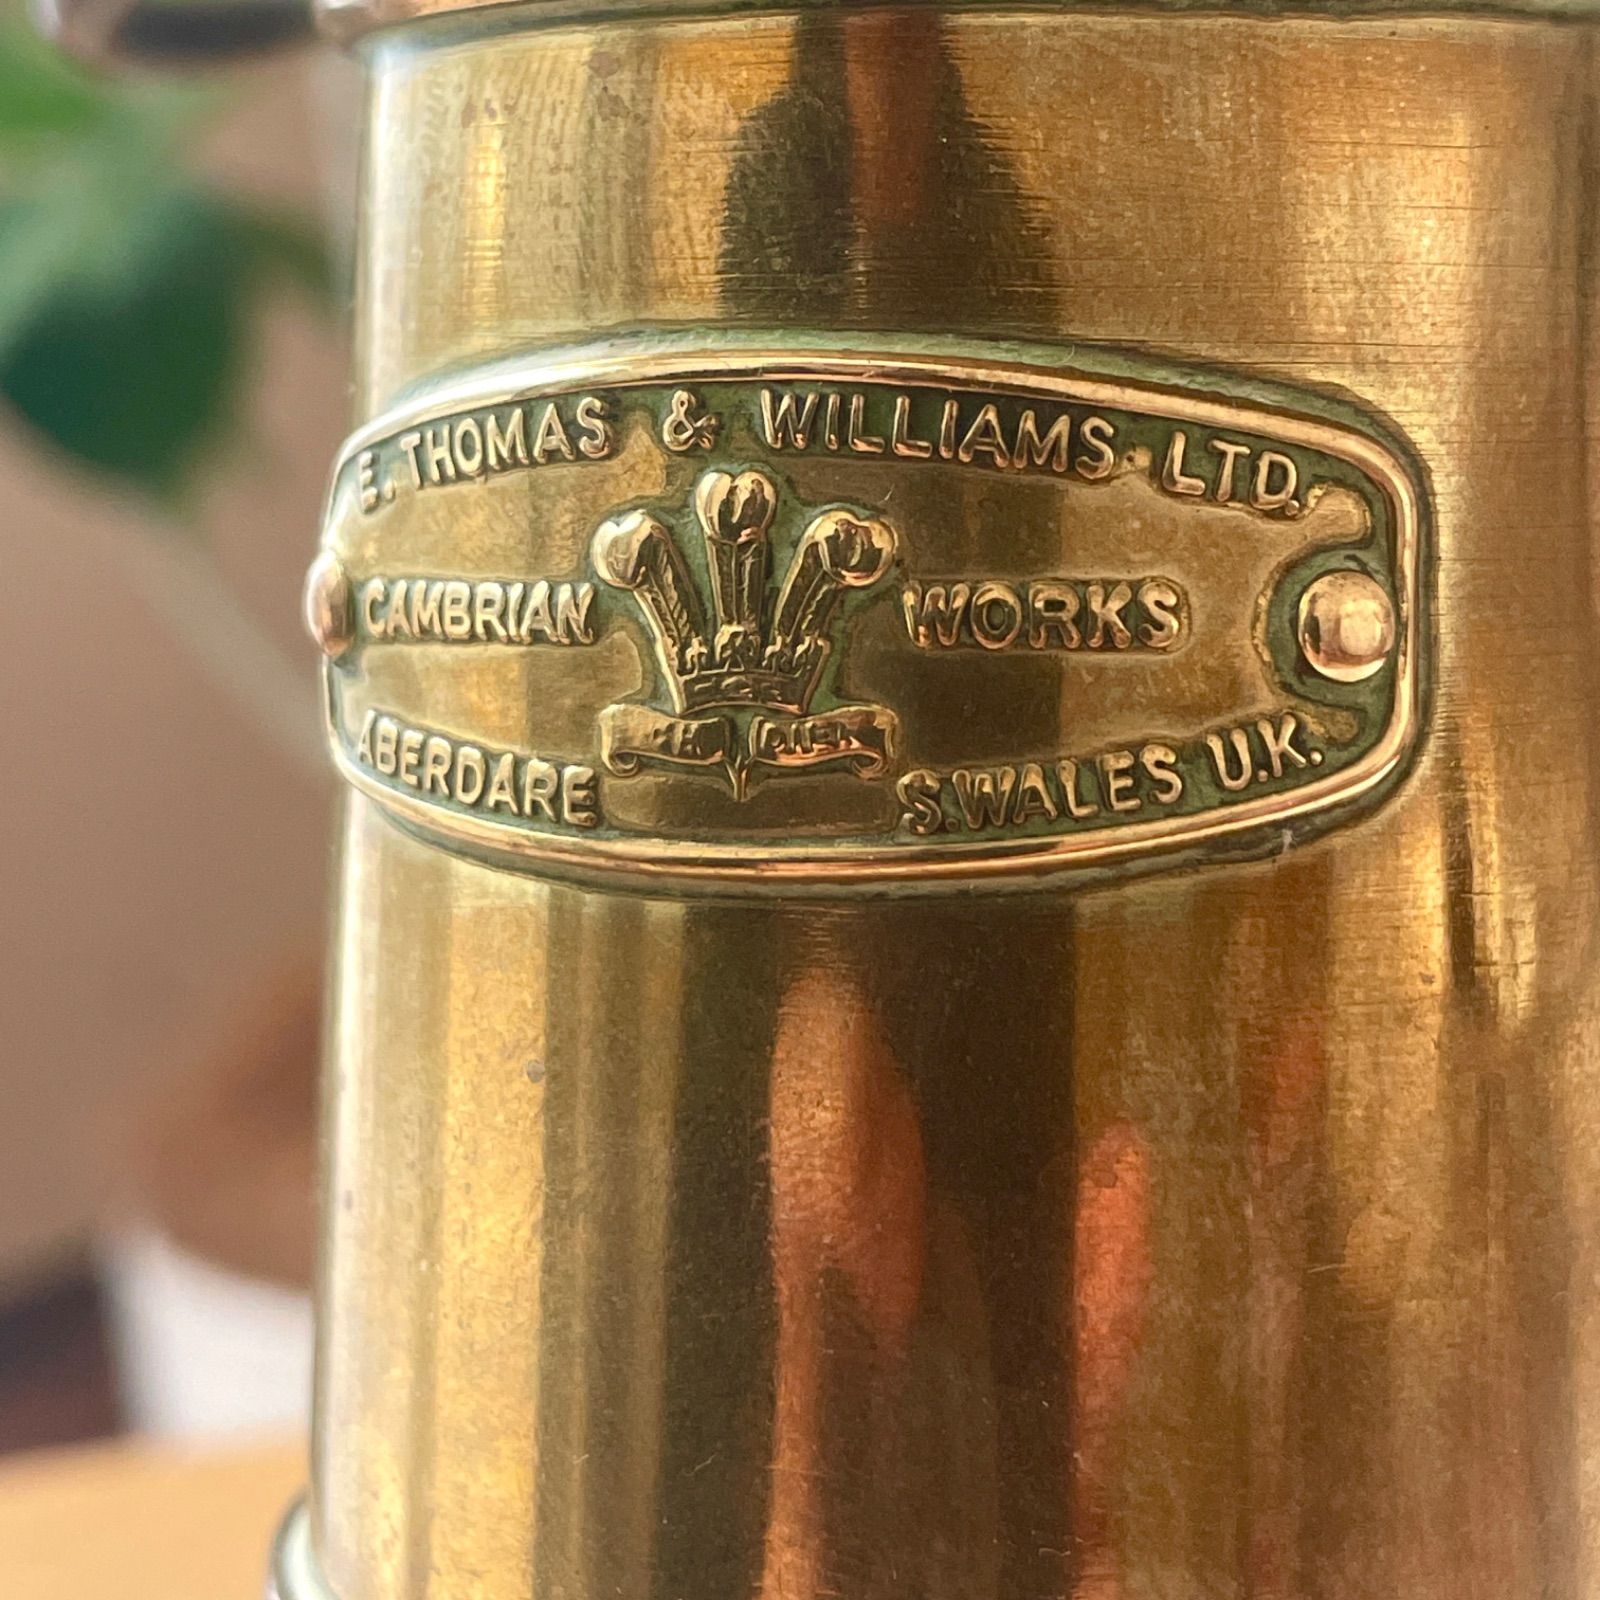 E. THOMAS & WILLIAMS. LTD.
CAMBRIAN WORKS
ABERDARE S. WALES U.K.